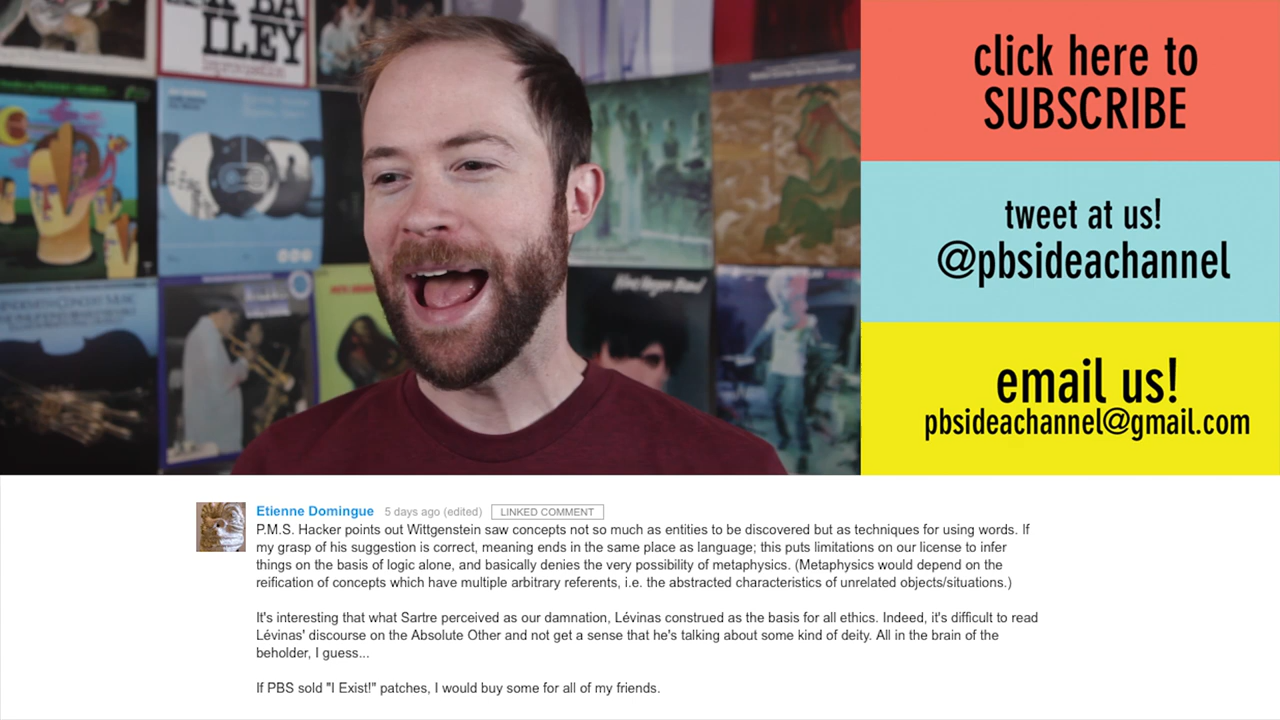 ILEY
click here to
SUBSCRIBE
tweet at us!
@pbsideachannel
email us!
pbsideachannel@gmail.com
Etienne Domingue 5 days ago (edited) LINKED COMMENT
P.M.S. Hacker points out Wittgenstein saw concepts not so much as entities to be discovered but as techniques for using words. If
my grasp of his suggestion is correct, meaning ends in the same place as language; this puts limitations on our license to infer
things on the basis of logic alone, and basically denies the very possibility of metaphysics. (Metaphysics would depend on the
reification of concepts which have multiple arbitrary referents, i.e. the abstracted characteristics of unrelated objects/situations.)
It's interesting that what Sartre perceived as our damnation, Lévinas construed as the basis for all ethics. Indeed, it's difficult to read
Lévinas' discourse on the Absolute Other and not get a sense that he's talking about some kind of deity. All in the brain of the
beholder, I guess...
If PBS sold "I Exist!" patches, I would buy some for all of my friends.